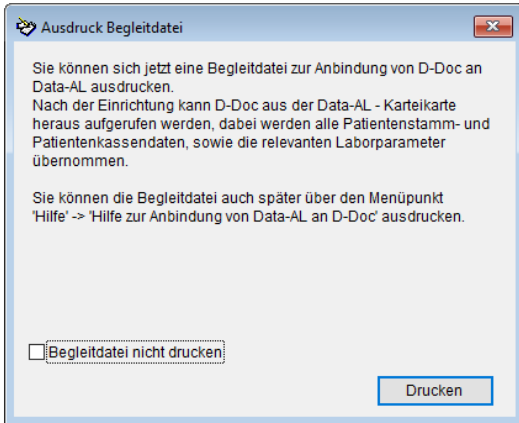 Ausdruck Begleitdatei
Sie können sich jetzt eine Begleitdatei zur Anbindung von D-Doc an
Data-AL ausdrucken.
Nach der Einrichtung kann D-Doc aus der Data-AL - Karteikarte
heraus aufgerufen werden, dabei werden alle Patientenstamm- und
Patientenkassendaten, sowie die relevanten Laborparameter
übernommen.
Sie können die Begleitdatei auch später über den Menüpunkt
'Hilfe' -> 'Hilfe zur Anbindung von Data-AL an D-Doc' ausdrucken.
Begleitdatei nicht drucken
Drucken